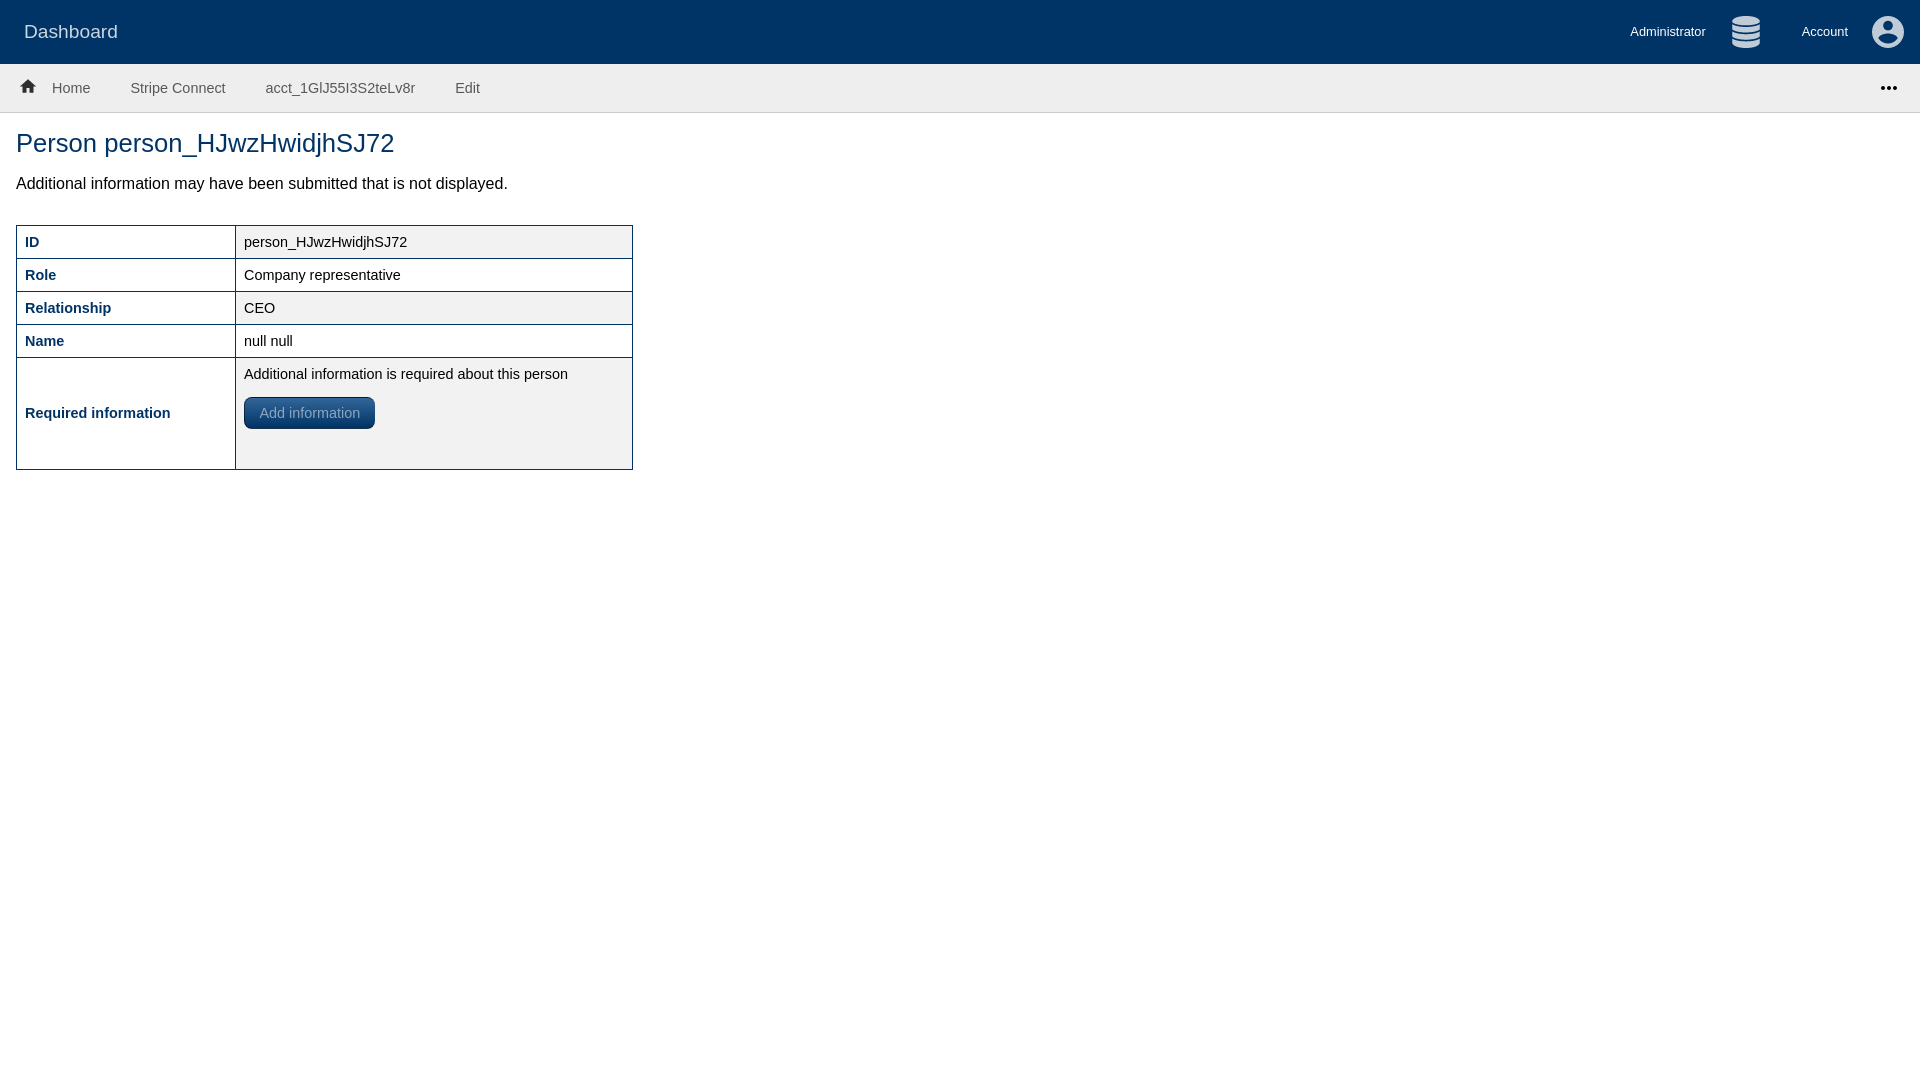 Dashboard
Administrator
Account
Home
Stripe Connect
acct_1GlJ55I3S2teLv8r
Edit
Person person_HJwzHwidjhSJ72
Additional information may have been submitted that is not displayed.
ID
person_HJwzHwidjhSJ72
Role
Company representative
Relationship
CEO
Name
null null
Required information
Additional information is required about this person
Add information